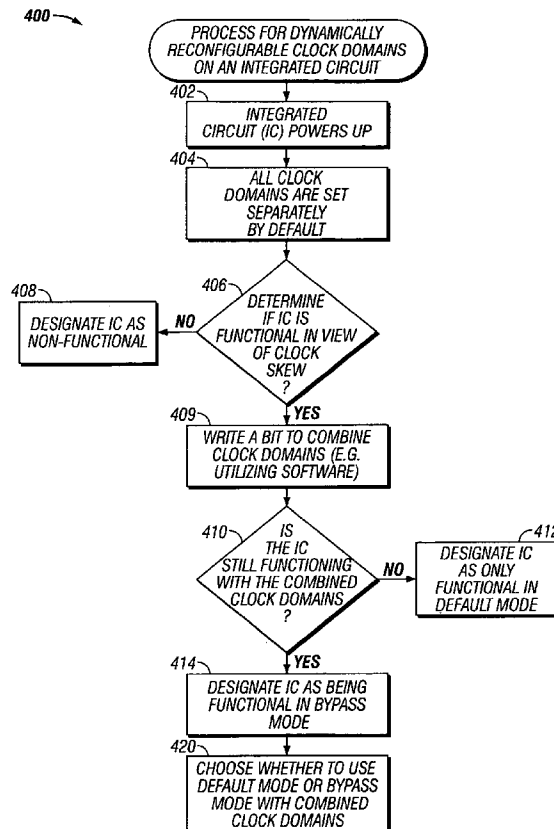 400
PROCESS FOR DYNAMICALLY
RECONFIGURABLE CLOCK DOMAINS
ON AN INTEGRATED CIRCUIT
402
INTEGRATED
CIRCUIT (IC) POWERS UP
404
ALL CLOCK
DOMAINS ARE SET
SEPARATELY
BY DEFAULT
406
DETERMINE
IF IC IS
FUNCTIONAL IN VIEW
OF CLOCK
SKEW
?
NO
408
DESIGNATE IC AS
NON-FUNCTIONAL
YES
409
WRITE A BIT TO COMBINE
CLOCK DOMAINS (E.G.
UTILIZING SOFTWARE)
410
IS
THE IC
STILL FUNCTIONING
WITH THE COMBINED
CLOCK DOMAINS
?
NO
412
DESIGNATE IC
AS ONLY
FUNCTIONAL IN
DEFAULT MODE
YES
414
DESIGNATE IC AS BEING
FUNCTIONAL IN BYPASS
MODE
420
CHOOSE WHETHER TO USE
DEFAULT MODE OR BYPASS
MODE WITH COMBINED
CLOCK DOMAINS